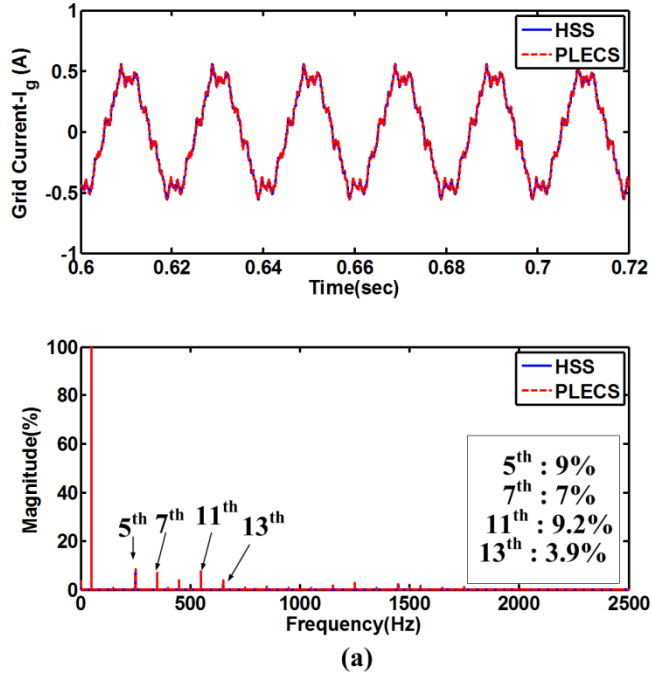 HSS
PLECS
Grid Current-I_g (A)
1
0.5
0
-0.5
-1
0.6 0.62 0.64 0.66 0.68 0.7 0.72
Time(sec)
HSS
PLECS
Magnitude(%)
100
80
60
40
20
0
5th 7th 11th 13th
5th : 9%
7th : 7%
11th : 9.2%
13th : 3.9%
0 500 1000 1500 2000 2500
Frequency(Hz)
(a)